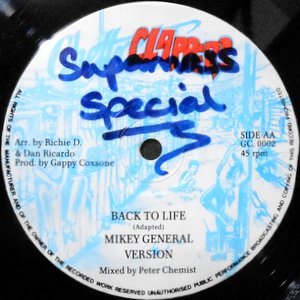 CLAPPERS
Supabass
Special
Arr. by Richie D.
& Dan Ricardo
Prod. by Gappy Coxsone
SIDE AA
GC. 0002
45 rpm
BACK TO LIFE
(Adapted)
MIKEY GENERAL
VERSION
Mixed by Peter Chemist
ALL RIGHTS OF THE MANUFACTURER AND OF THE OWNER OF THE RECORDED WORK RESERVED UNAUTHORISED PUBLIC PERFORMANCE BROADCASTING AND COPYING OF THIS RECORD PROHIBITED